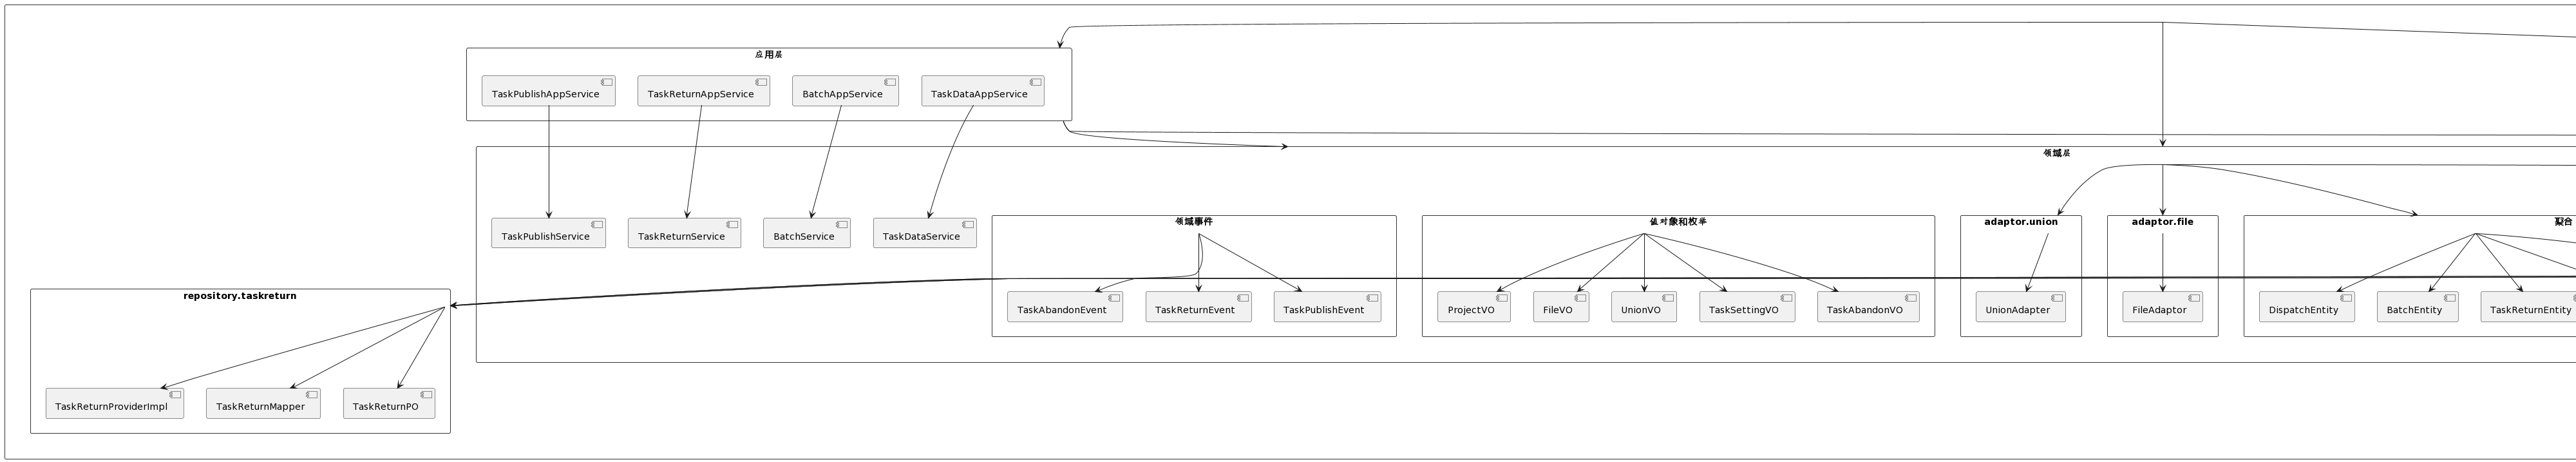 应用层
TaskPublishAppService
TaskReturnAppService
BatchAppService
TaskDataAppService
领域层
TaskPublishService
TaskReturnService
BatchService
TaskDataService
领域事件
TaskAbandonEvent
TaskReturnEvent
TaskPublishEvent
值对象和枚举
ProjectVO
FileVO
UnionVO
TaskSettingVO
TaskAbandonVO
adaptor.union
UnionAdapter
adaptor.file
FileAdaptor
聚合
DispatchEntity
BatchEntity
TaskReturnEntity
repository.taskreturn
TaskReturnProviderImpl
TaskReturnMapper
TaskReturnPO